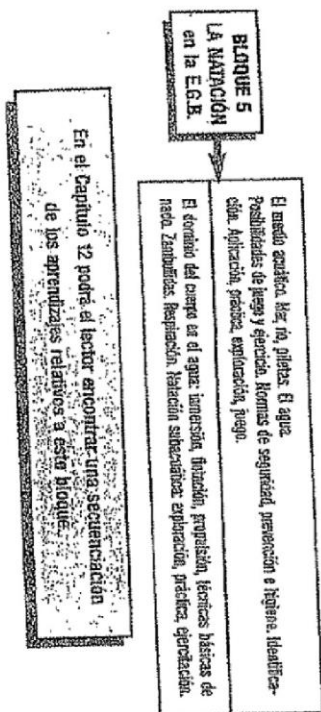 BLOQUE 5
LA NATACIÓN
en la E.G.B.
El medio acuático. Mar, río, piletas. El agua.
Posibilidades de juego y ejercicio. Normas de seguridad, prevención e higiene. Identifica-
ción. Aplicación, práctica, exploración, juego.
El dominio del cuerpo en el agua: inmersión, flotación, propulsión, técnicas básicas de
nado. Zambullidas. Respiración. Natación subacuática: exploración, práctica, ejercitación.
En el Capítulo 12 podrá el lector encontrar una secuenciación
de los aprendizajes relativos a este bloque.